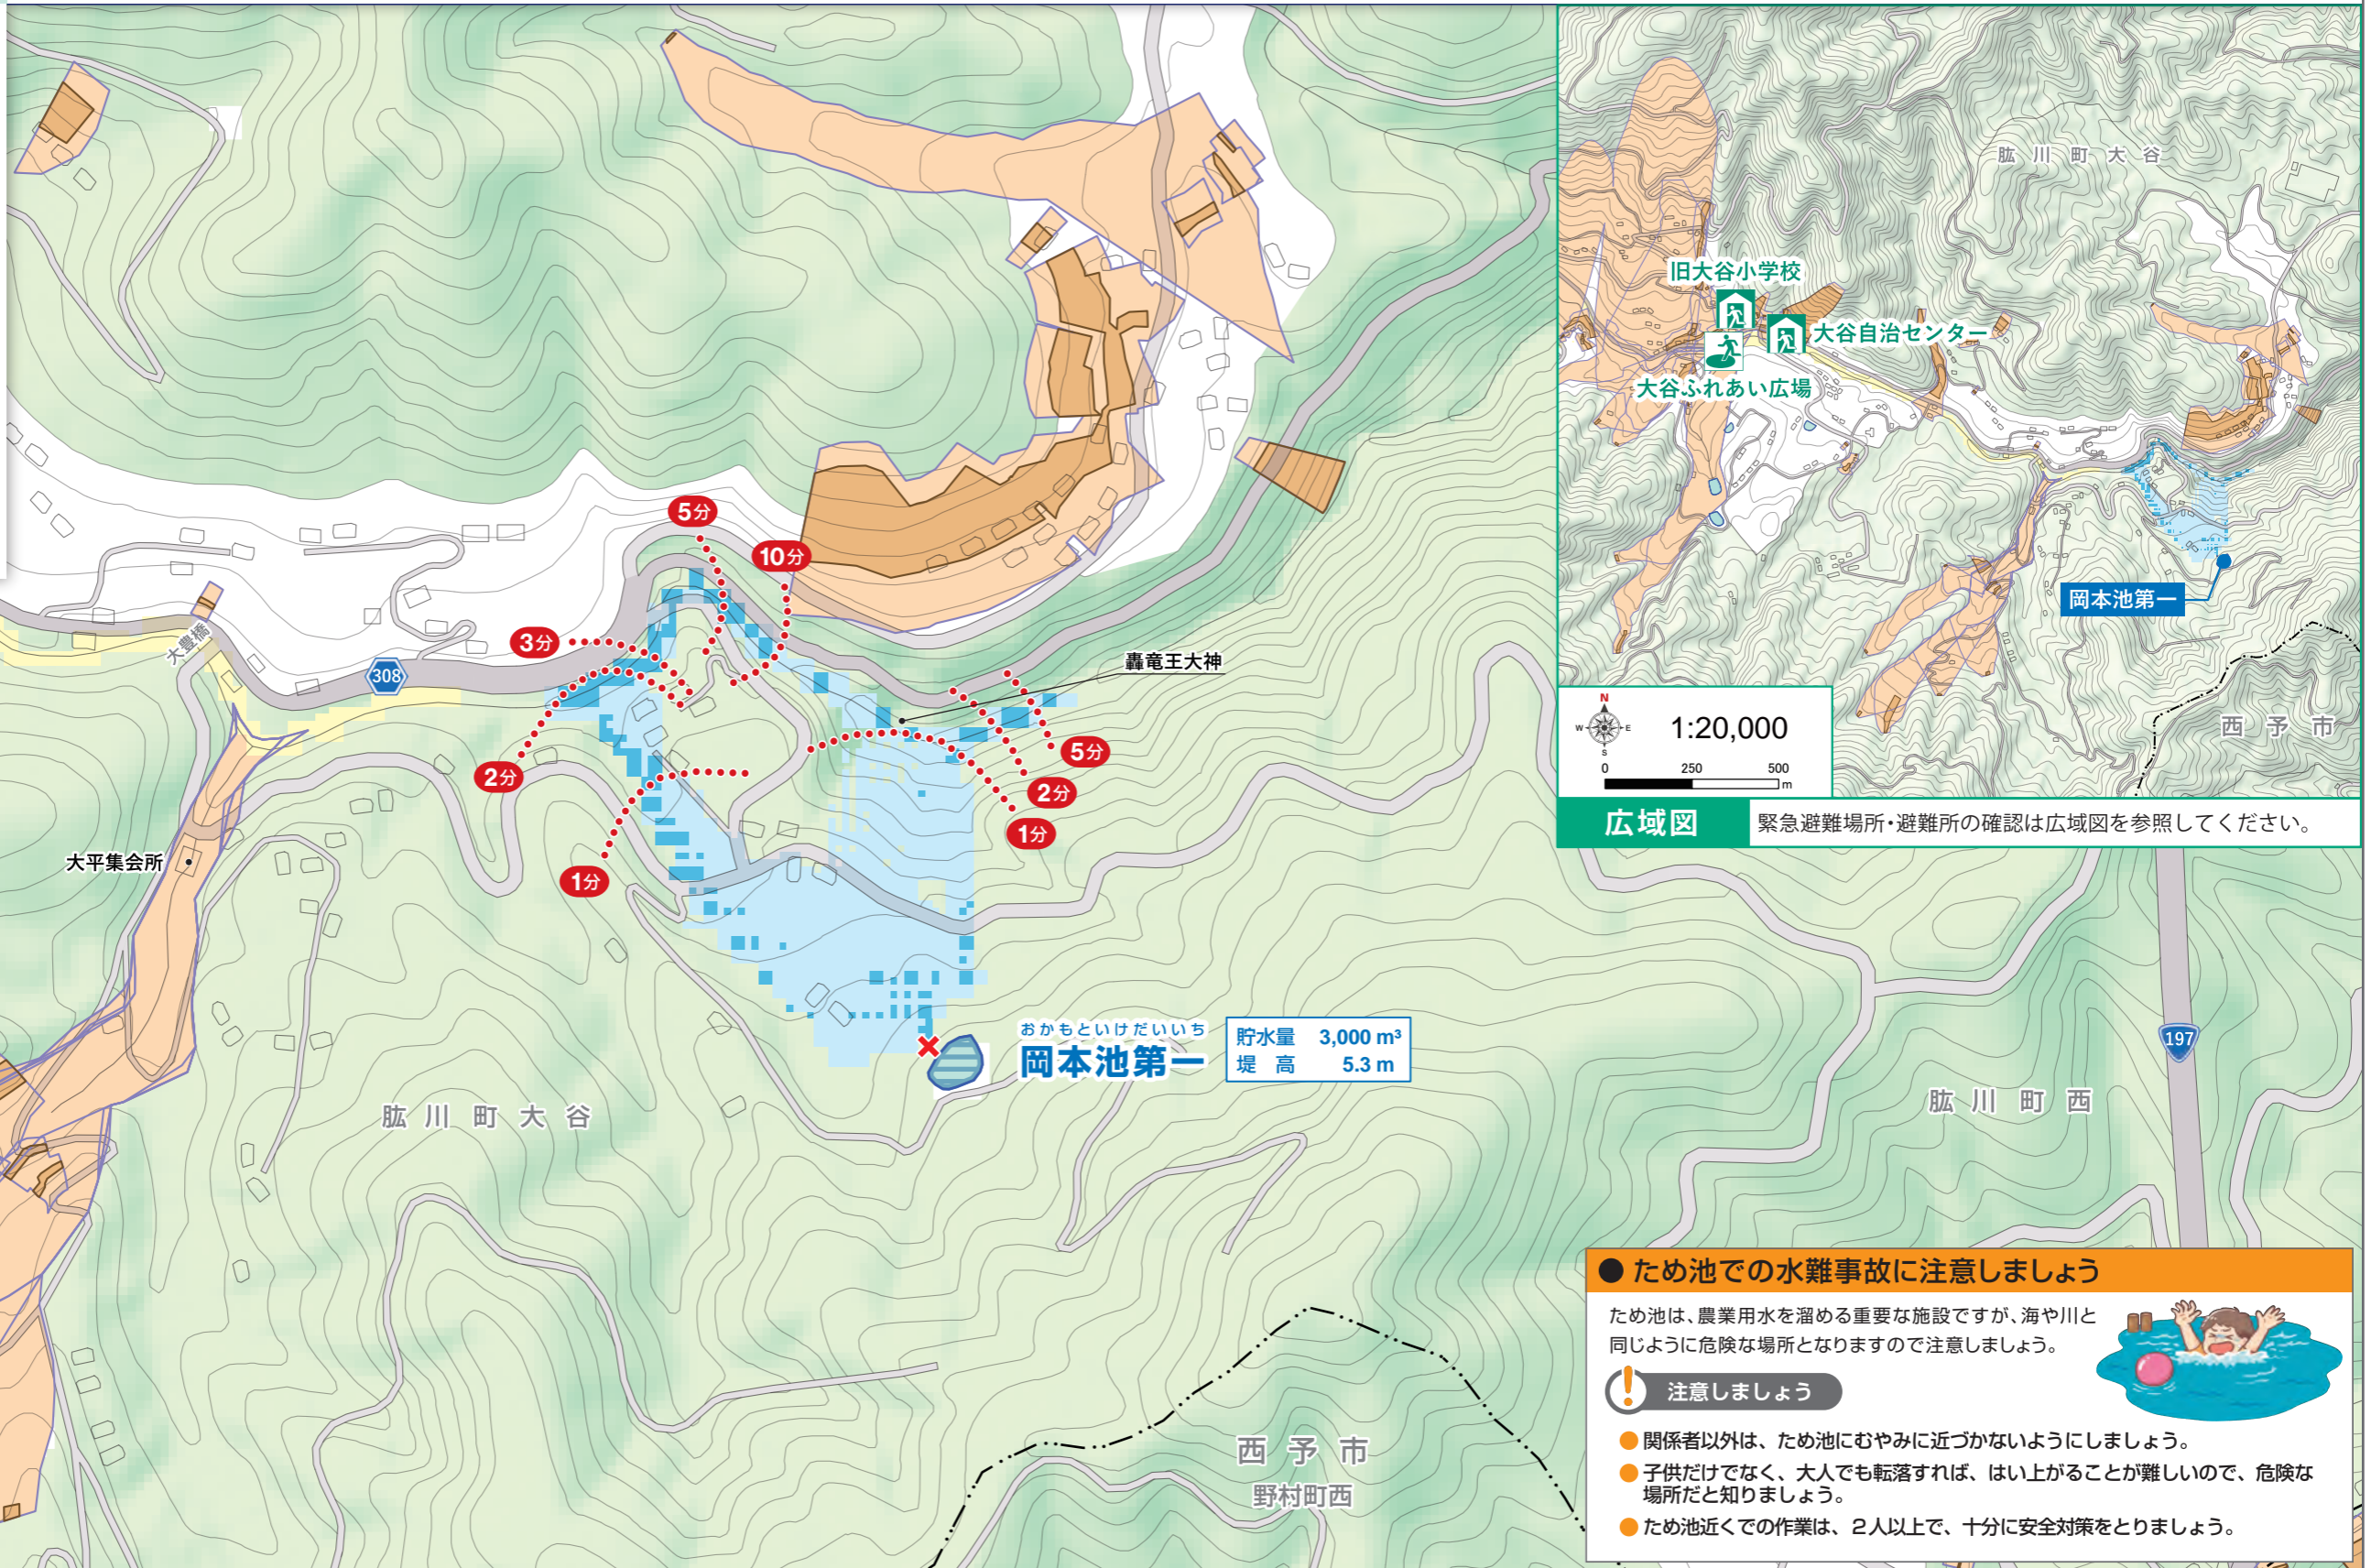 肱川町大谷
旧大谷小学校
大谷自治センター
大谷ふれあい広場
岡本池第一
西予市
N
W
E
S
1:20,000
0 250 500
m
広域図
緊急避難場所・避難所の確認は広域図を参照してください。
5分
10分
3分
大豊橋
308
轟竜王大神
2分
5分
2分
1分
1分
大平集会所
おかもといけだいいち
岡本池第一
貯水量 3,000 m³
堤高 5.3 m
197
肱川町大谷
肱川町西
西予市
野村町西
● ため池での水難事故に注意しましょう
ため池は、農業用水を溜める重要な施設ですが、海や川と
同じように危険な場所となりますので注意しましょう。
! 注意しましょう
● 関係者以外は、ため池にむやみに近づかないようにしましょう。
● 子供だけでなく、大人でも転落すれば、はい上がることが難しいので、危険な
場所だと知りましょう。
● ため池近くでの作業は、2人以上で、十分に安全対策をとりましょう。